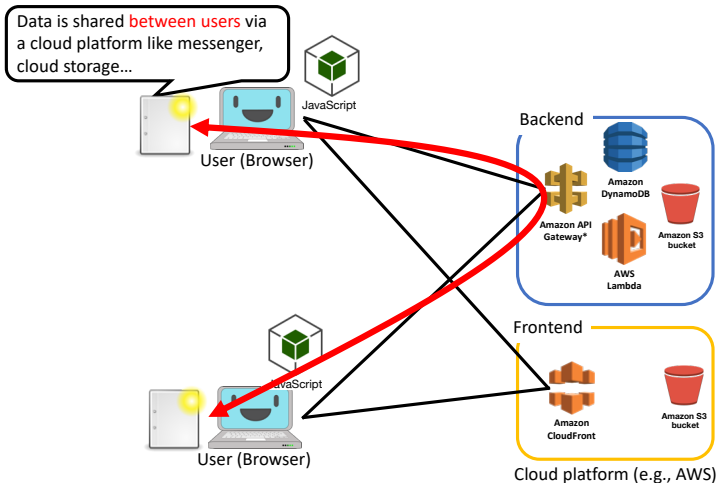 Data is shared between users via
a cloud platform like messenger,
cloud storage...
JavaScript
User (Browser)
Backend
Amazon
DynamoDB
Amazon API
Gateway*
Amazon S3
bucket
AWS
Lambda
JavaScript
User (Browser)
Frontend
Amazon
CloudFront
Amazon S3
bucket
Cloud platform (e.g., AWS)